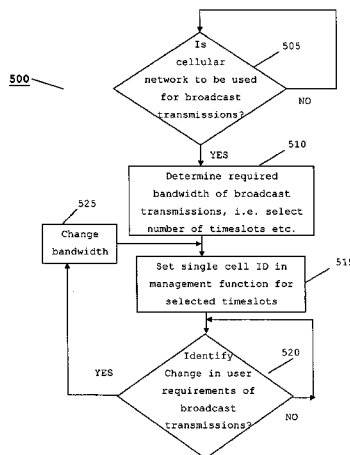 Is
cellular
network to be used
for broadcast
transmissions?
505
500
NO
YES
510
Determine required
bandwidth of broadcast
transmissions, i.e. select
number of timeslots etc.
525
Change
bandwidth
Set single cell ID in
management function for
selected timeslots
515
Identify
Change in user
requirements of
broadcast
transmissions?
520
YES
NO